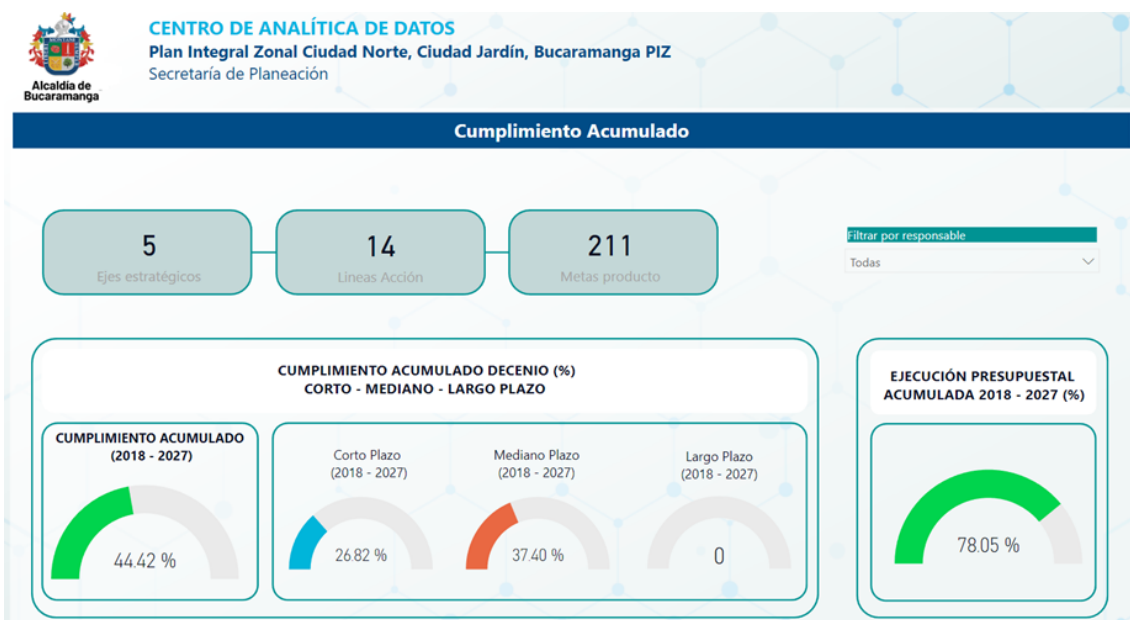 CENTRO DE ANALÍTICA DE DATOS
Plan Integral Zonal Ciudad Norte, Ciudad Jardín, Bucaramanga PIZ
Secretaría de Planeación
Alcaldía de
Bucaramanga
Cumplimiento Acumulado
5
Ejes estratégicos
14
Lineas Acción
211
Metas producto
Filtrar por responsable
Todas
CUMPLIMIENTO ACUMULADO DECENIO (%)
CORTO - MEDIANO - LARGO PLAZO
CUMPLIMIENTO ACUMULADO
(2018 - 2027)
44.42 %
Corto Plazo
(2018 - 2027)
26.82 %
Mediano Plazo
(2018 - 2027)
37.40 %
Largo Plazo
(2018 - 2027)
0
EJECUCIÓN PRESUPUESTAL
ACUMULADA 2018 - 2027 (%)
78.05 %